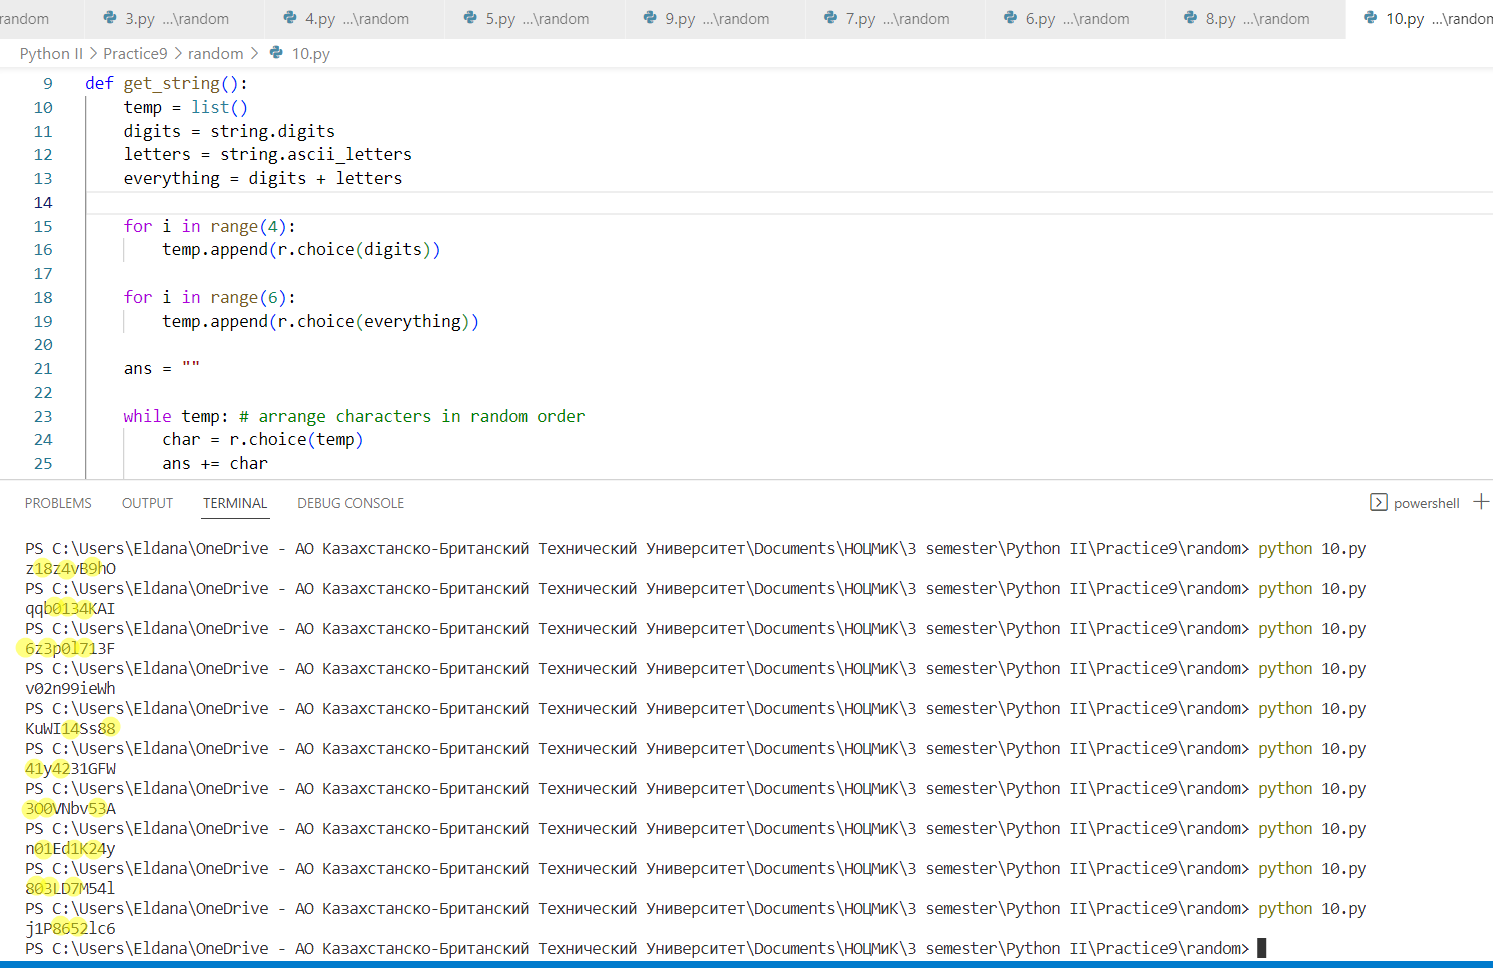 random 3.py ...\random 4.py ...\random 5.py ...\random 9.py ...\random 7.py ...\random 6.py ...\random 8.py ...\random 10.py ...\random
Python II > Practice9 > random > 10.py
9 def get_string():
10 temp = list()
11 digits = string.digits
12 letters = string.ascii_letters
13 everything = digits + letters
14
15 for i in range(4):
16 temp.append(r.choice(digits))
17
18 for i in range(6):
19 temp.append(r.choice(everything))
20
21 ans = ""
22
23 while temp: # arrange characters in random order
24 char = r.choice(temp)
25 ans += char
PROBLEMS OUTPUT TERMINAL DEBUG CONSOLE powershell
PS C:\Users\Eldana\OneDrive - АО Казахстанско-Британский Технический Университет\Documents\НОЦМиК\3 semester\Python II\Practice9\random> python 10.py
z18z4vB9hO
PS C:\Users\Eldana\OneDrive - АО Казахстанско-Британский Технический Университет\Documents\НОЦМиК\3 semester\Python II\Practice9\random> python 10.py
qqb0134KAI
PS C:\Users\Eldana\OneDrive - АО Казахстанско-Британский Технический Университет\Documents\НОЦМиК\3 semester\Python II\Practice9\random> python 10.py
6z3p0l713F
PS C:\Users\Eldana\OneDrive - АО Казахстанско-Британский Технический Университет\Documents\НОЦМиК\3 semester\Python II\Practice9\random> python 10.py
v02n99ieWh
PS C:\Users\Eldana\OneDrive - АО Казахстанско-Британский Технический Университет\Documents\НОЦМиК\3 semester\Python II\Practice9\random> python 10.py
KuWI14Ss88
PS C:\Users\Eldana\OneDrive - АО Казахстанско-Британский Технический Университет\Documents\НОЦМиК\3 semester\Python II\Practice9\random> python 10.py
41y4231GFW
PS C:\Users\Eldana\OneDrive - АО Казахстанско-Британский Технический Университет\Documents\НОЦМиК\3 semester\Python II\Practice9\random> python 10.py
3O0VNbv53A
PS C:\Users\Eldana\OneDrive - АО Казахстанско-Британский Технический Университет\Documents\НОЦМиК\3 semester\Python II\Practice9\random> python 10.py
n01Ed1K24y
PS C:\Users\Eldana\OneDrive - АО Казахстанско-Британский Технический Университет\Documents\НОЦМиК\3 semester\Python II\Practice9\random> python 10.py
803LD7M54l
PS C:\Users\Eldana\OneDrive - АО Казахстанско-Британский Технический Университет\Documents\НОЦМиК\3 semester\Python II\Practice9\random> python 10.py
j1P8652lc6
PS C:\Users\Eldana\OneDrive - АО Казахстанско-Британский Технический Университет\Documents\НОЦМиК\3 semester\Python II\Practice9\random>